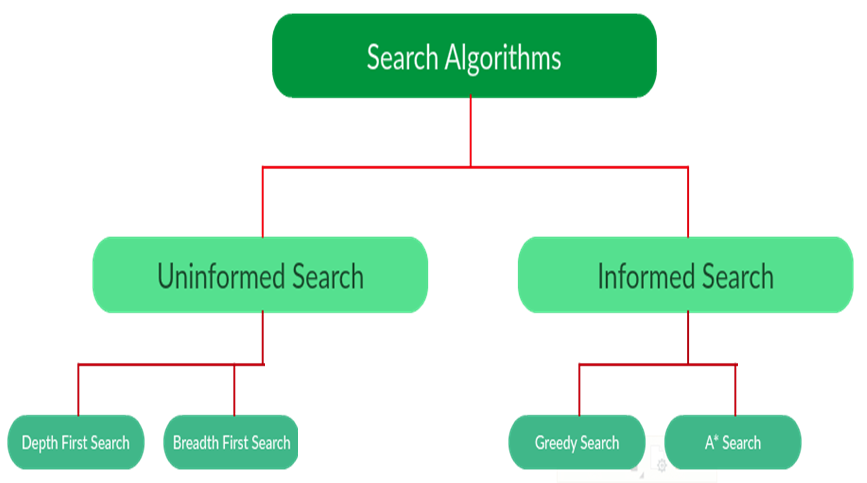 Search Algorithms
Uninformed Search
Informed Search
Depth First Search
Breadth First Search
Greedy Search
A* Search